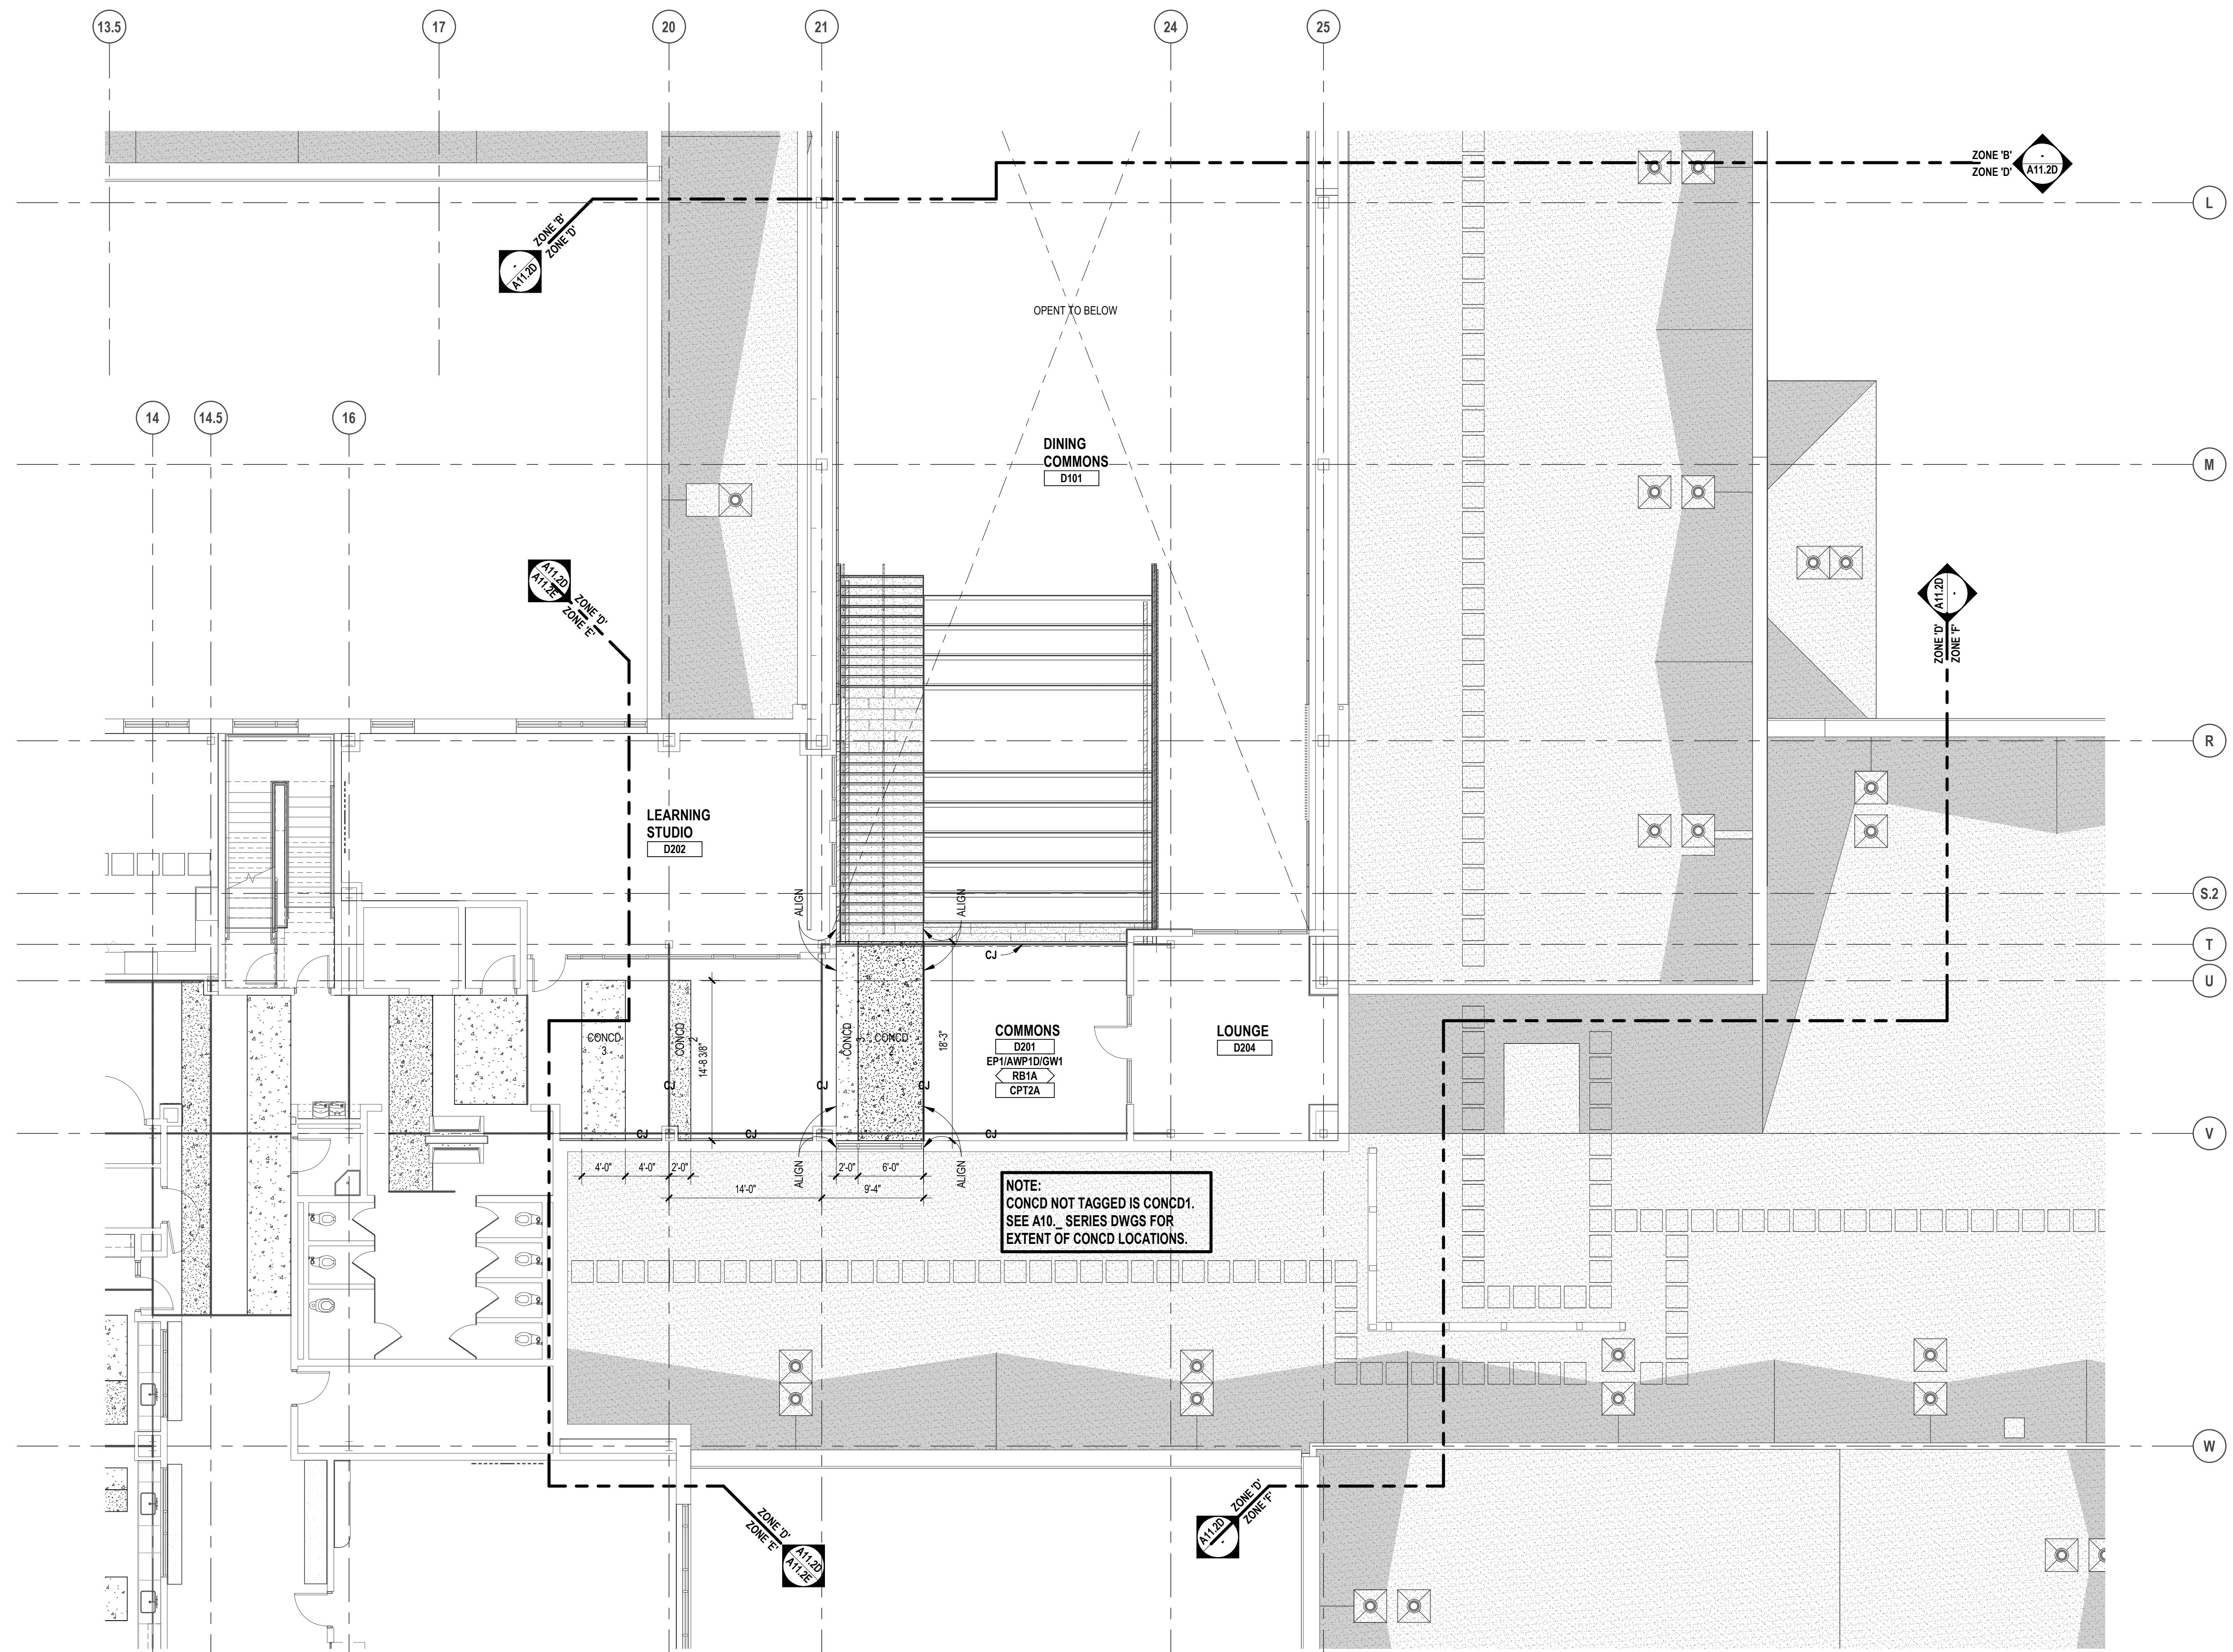 13.5
17
20
21
24
25
ZONE 'B'
ZONE 'D'
-
A11.2D
L
ZONE 'B'
ZONE 'D'
-
A11.2D
OPENT TO BELOW
14
14.5
16
DINING
COMMONS
D101
M
A11.2D
A11.2E
ZONE 'D'
ZONE 'E'
A11.2D
-
ZONE 'D'
ZONE 'F'
R
LEARNING
STUDIO
D202
ALIGN
ALIGN
S.2
T
CJ
U
CONCD
3
CONCD
2
14'-8 3/8"
CONCD
3
CONCD
2
18'-3"
COMMONS
D201
EP1/AWP1D/GW1
RB1A
CPT2A
LOUNGE
D204
CJ
CJ
CJ
CJ
CJ
CJ
V
4'-0"
4'-0"
2'-0"
ALIGN
2'-0"
6'-0"
ALIGN
14'-0"
9'-4"
NOTE:
CONCD NOT TAGGED IS CONCD1.
SEE A10._ SERIES DWGS FOR
EXTENT OF CONCD LOCATIONS.
W
ZONE 'D'
ZONE 'E'
A11.2D
A11.2E
ZONE 'D'
ZONE 'F'
A11.2D
-